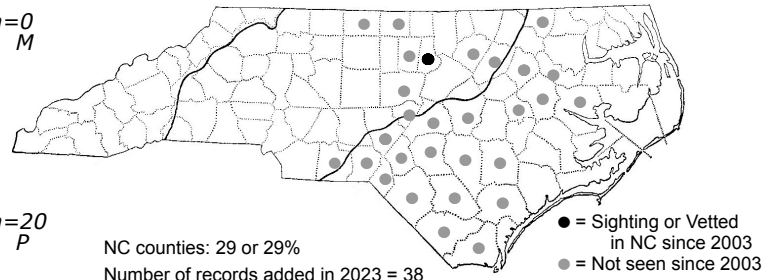 n=0
M
n=20
P
NC counties: 29 or 29%
Number of records added in 2023 = 38
= Sighting or Vetted
in NC since 2003
= Not seen since 2003